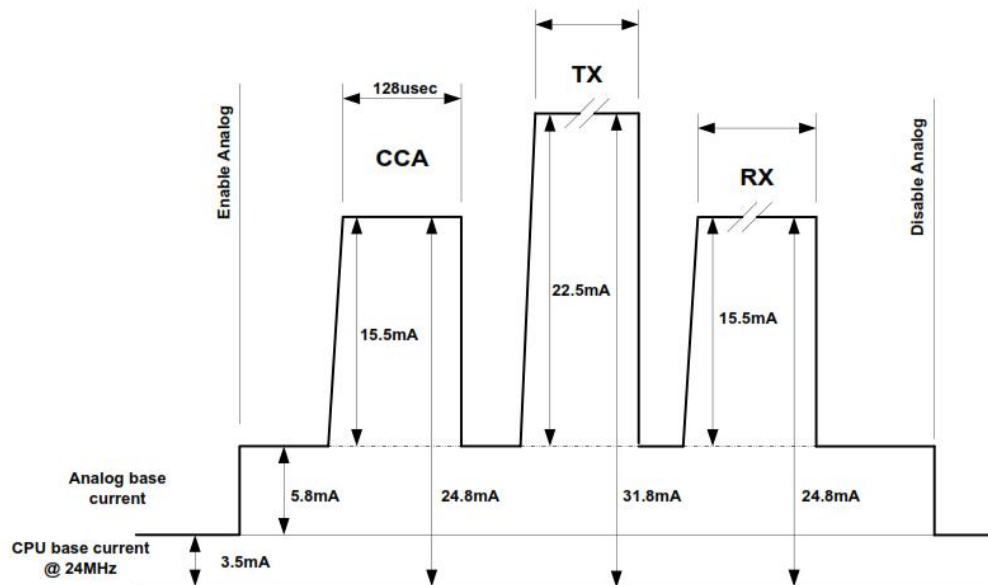 TX
128usec
Enable Analog
CCA
RX
Disable Analog
22.5mA
15.5mA
15.5mA
Analog base
current
5.8mA
24.8mA
31.8mA
24.8mA
CPU base current
@ 24MHz
3.5mA